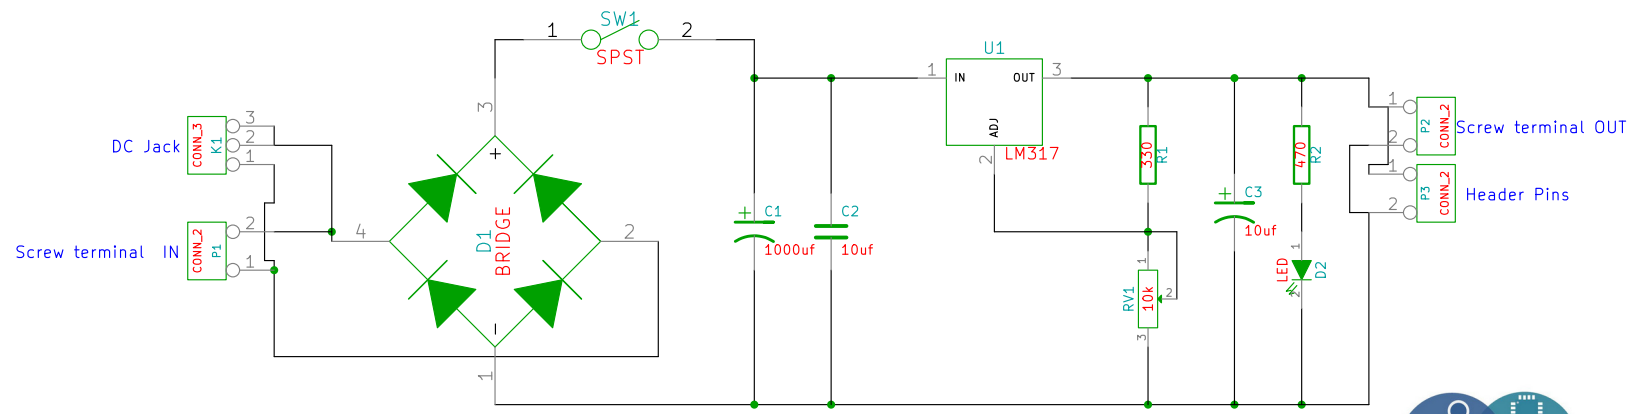 SW1
1
2
SPST
U1
1
IN
OUT
3
ADJ
2
LM317
3
+
DC Jack
CONN_3
K1
3
2
1
Screw terminal IN
CONN_2
P1
2
1
4
D1
BRIDGE
2
-
1
+
C1
1000uf
C2
10uf
330
R1
1
RV1
10k
2
3
+
C3
10uf
470
R2
1
LED
D2
2
1
2
P2
CONN_2
Screw terminal OUT
1
2
P3
CONN_2
Header Pins